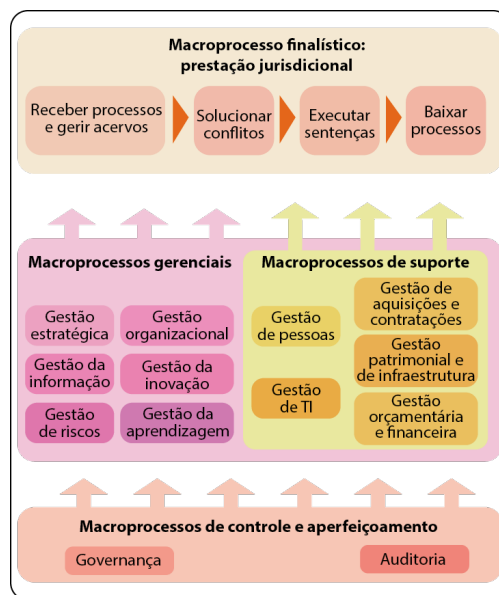 Macroprocesso finalístico:
prestação jurisdicional
Receber processos
e gerir acervos
Solucionar
conflitos
Executar
sentenças
Baixar
processos
Macroprocessos gerenciais
Gestão
estratégica
Gestão
organizacional
Gestão da
informação
Gestão da
inovação
Gestão
de riscos
Gestão da
aprendizagem
Macroprocessos de suporte
Gestão
de pessoas
Gestão de
aquisições e
contratações
Gestão
patrimonial e
de infraestrutura
Gestão
de TI
Gestão
orçamentária
e financeira
Macroprocessos de controle e aperfeiçoamento
Governança
Auditoria